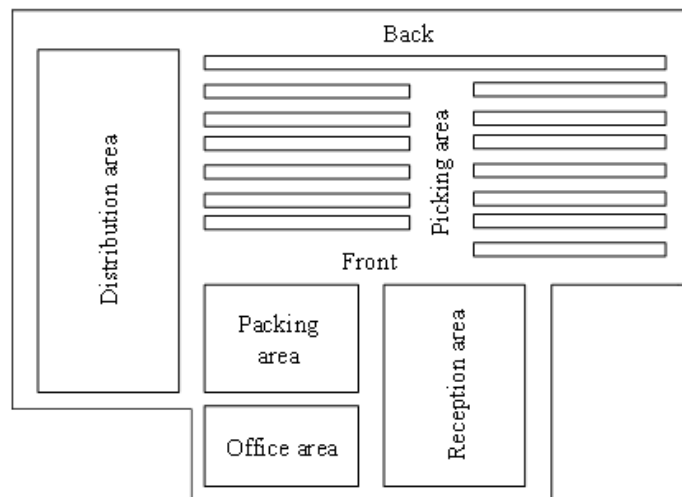 Back
Distribution area
Picking area
Front
Packing
area
Reception area
Office area